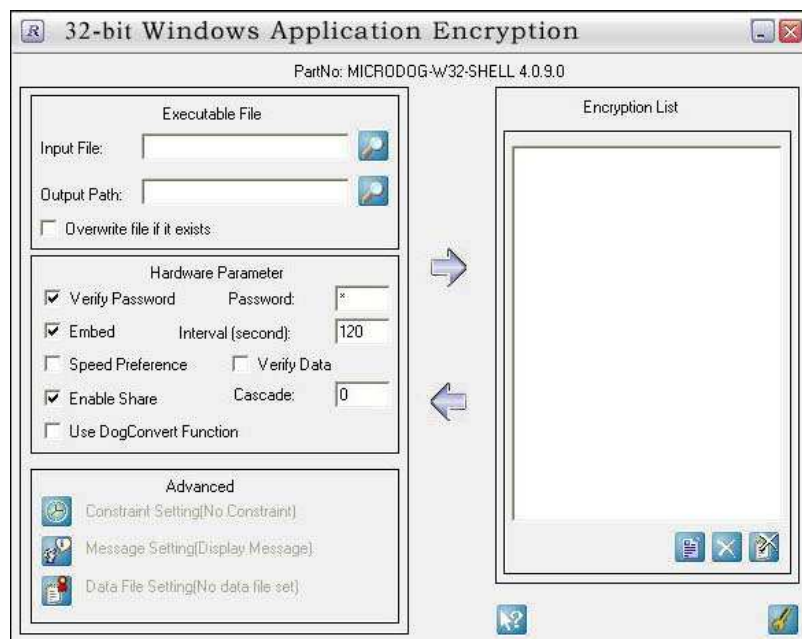 R 32-bit Windows Application Encryption
PartNo: MICRODOG-W32-SHELL 4.0.9.0
Executable File
Input File:
Output Path:
Overwrite file if it exists
Hardware Parameter
Verify Password Password: *
Embed Interval (second): 120
Speed Preference Verify Data
Enable Share Cascade: 0
Use DogConvert Function
Advanced
Constraint Setting(No Constraint)
Message Setting(Display Message)
Data File Setting(No data file set)
Encryption List